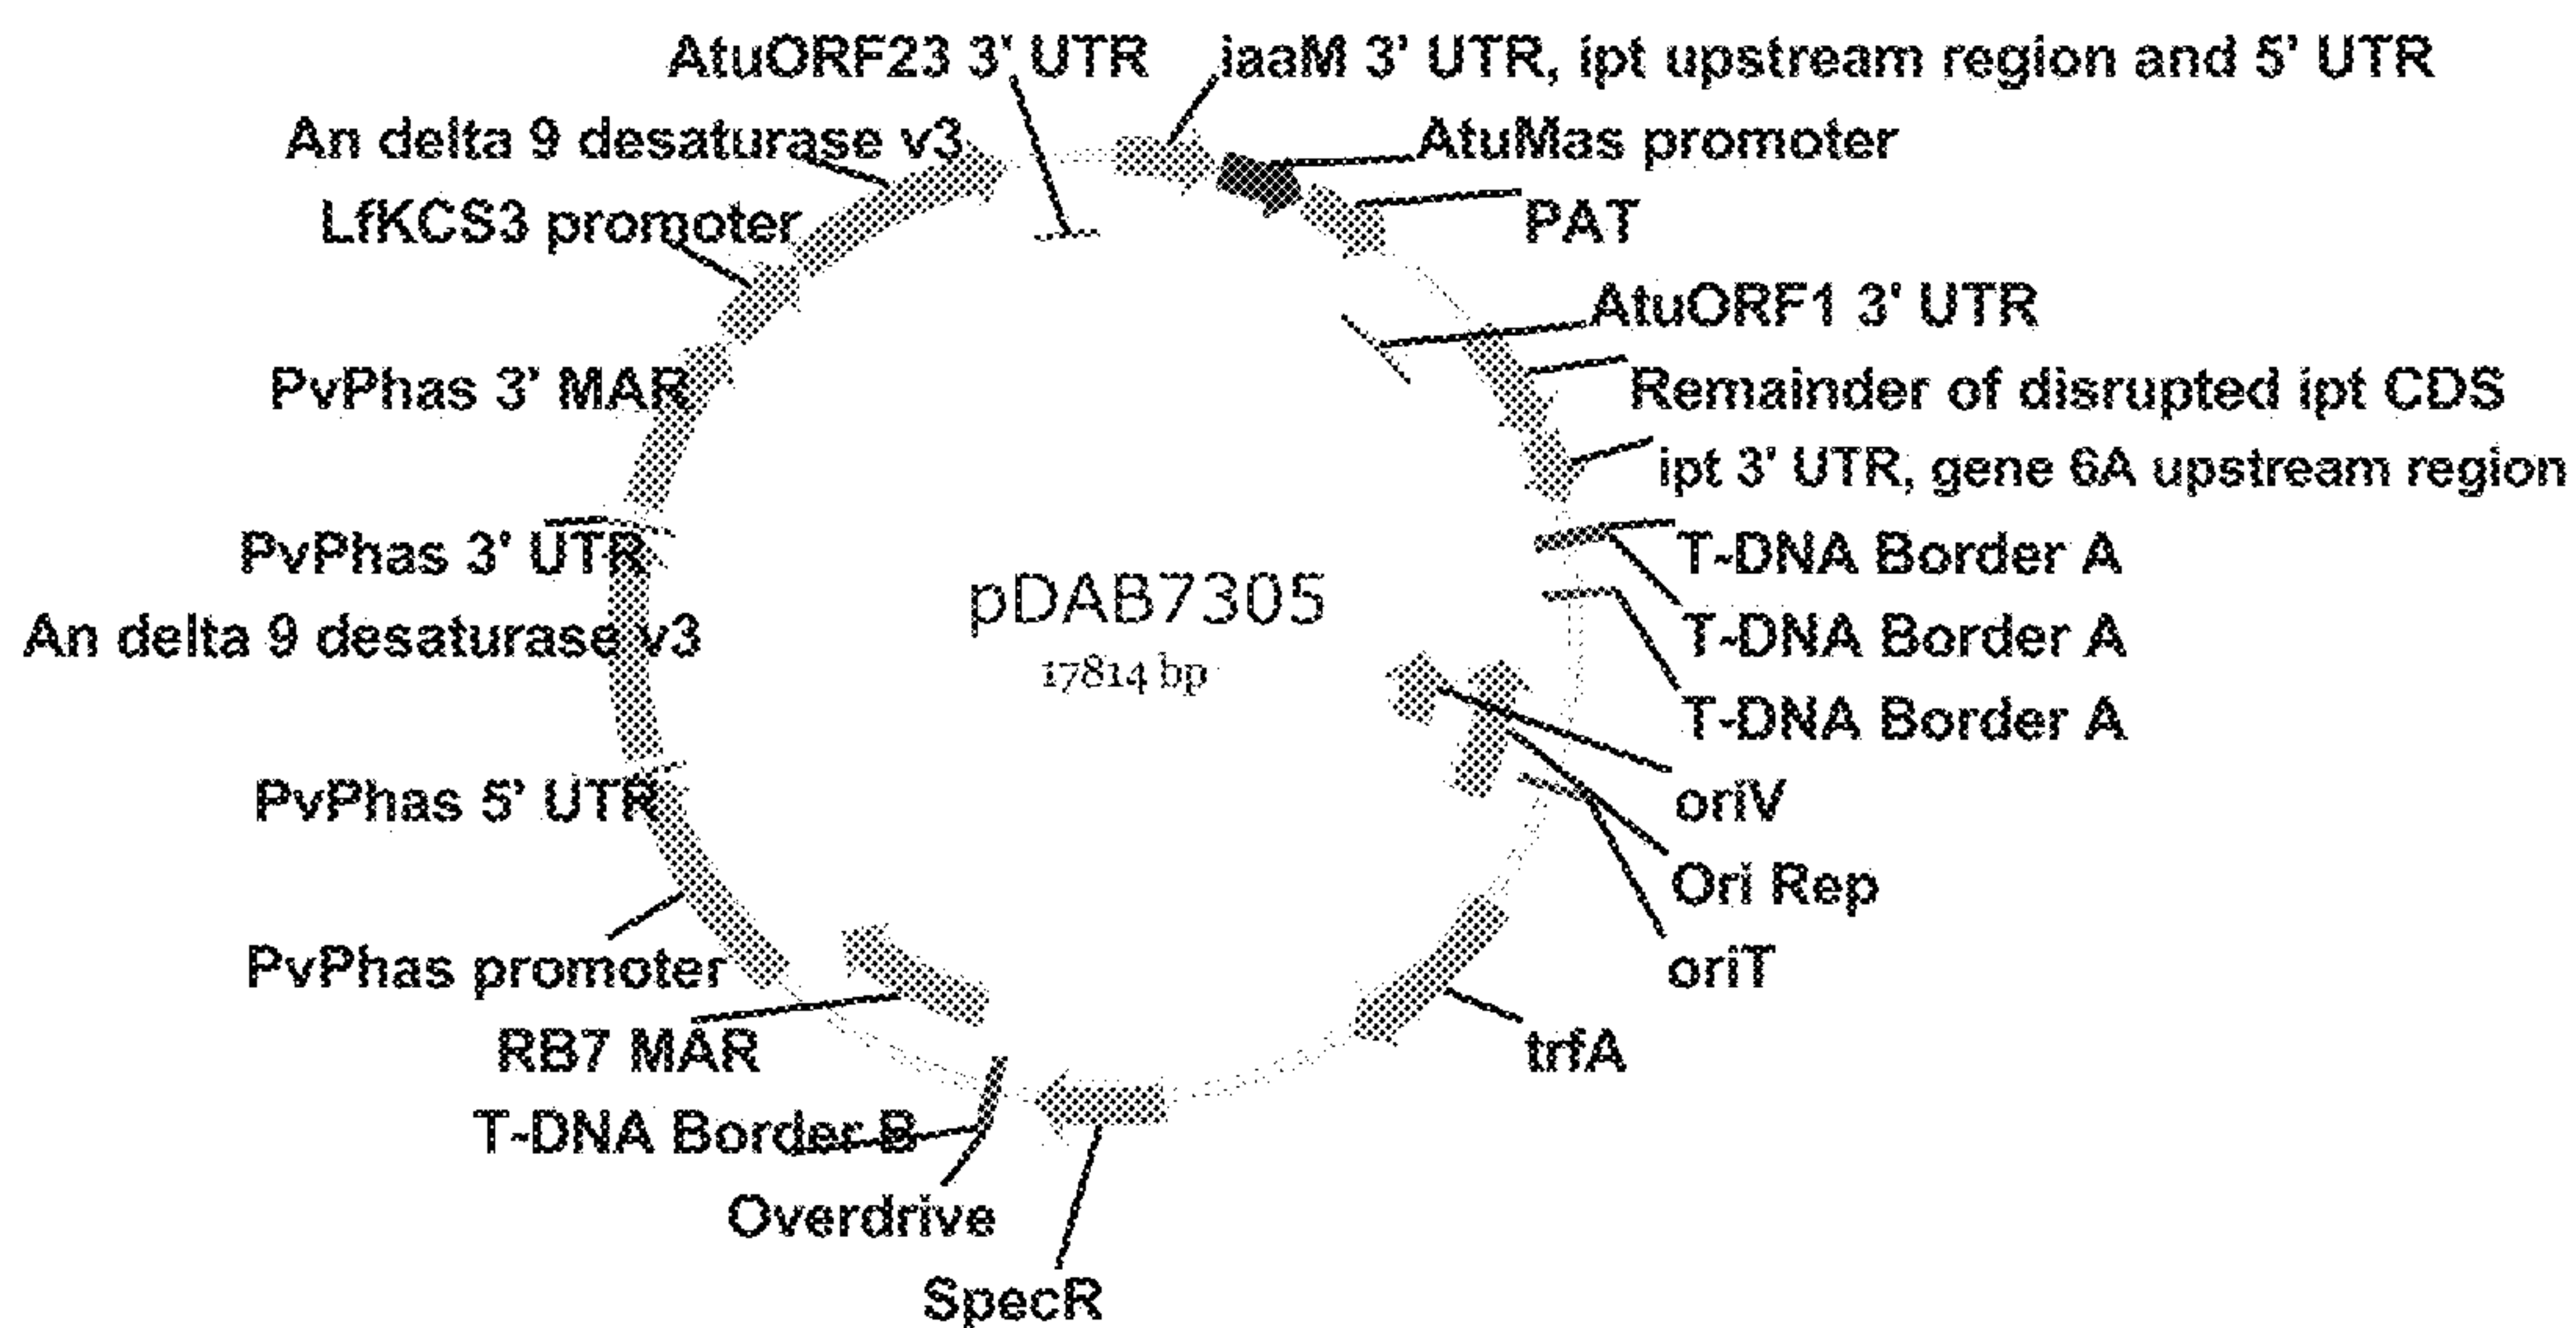 AtuORF23 3' UTR
iaaM 3' UTR, ipt upstream region and 5' UTR
An delta 9 desaturase v3
AtuMas promoter
LfKCS3 promoter
PAT
AtuORF1 3' UTR
PvPhas 3' MAR
Remainder of disrupted ipt CDS
ipt 3' UTR, gene 6A upstream region
PvPhas 3' UTR
T-DNA Border A
An delta 9 desaturase v3
pDAB7305
17814 bp
T-DNA Border A
T-DNA Border A
PvPhas 5' UTR
oriV
Ori Rep
PvPhas promoter
oriT
RB7 MAR
trfA
T-DNA Border B
Overdrive
SpecR